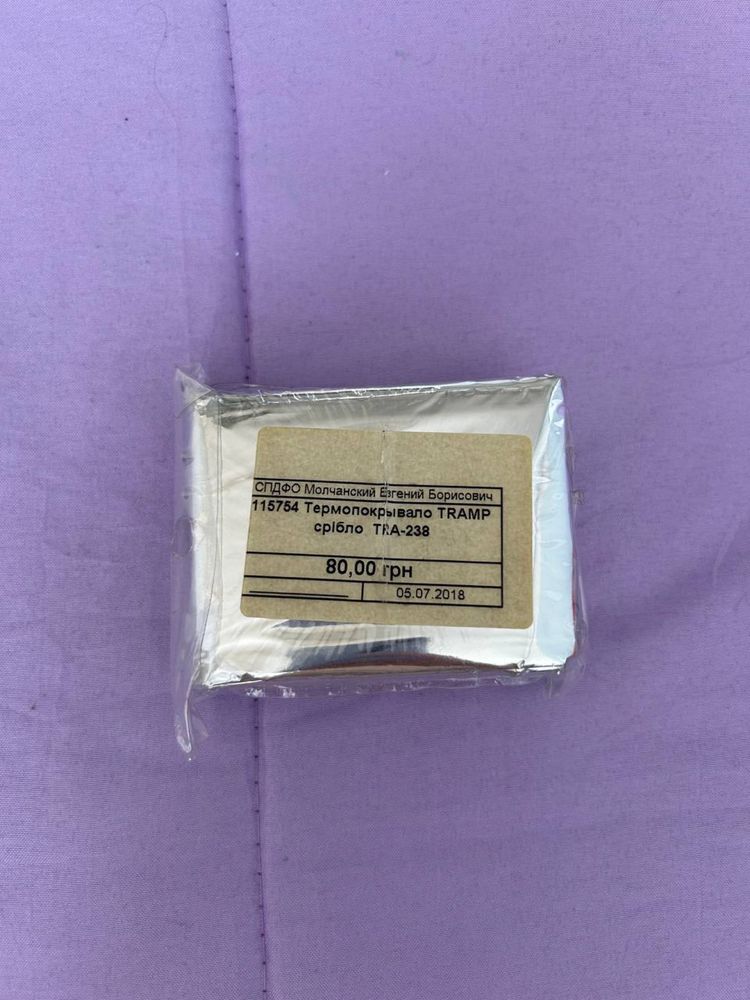 СПДФО Молчанский Евгений Борисович
115754 Термопокрывало TRAMP
срібло TRA-238
80,00 грн
05.07.2018